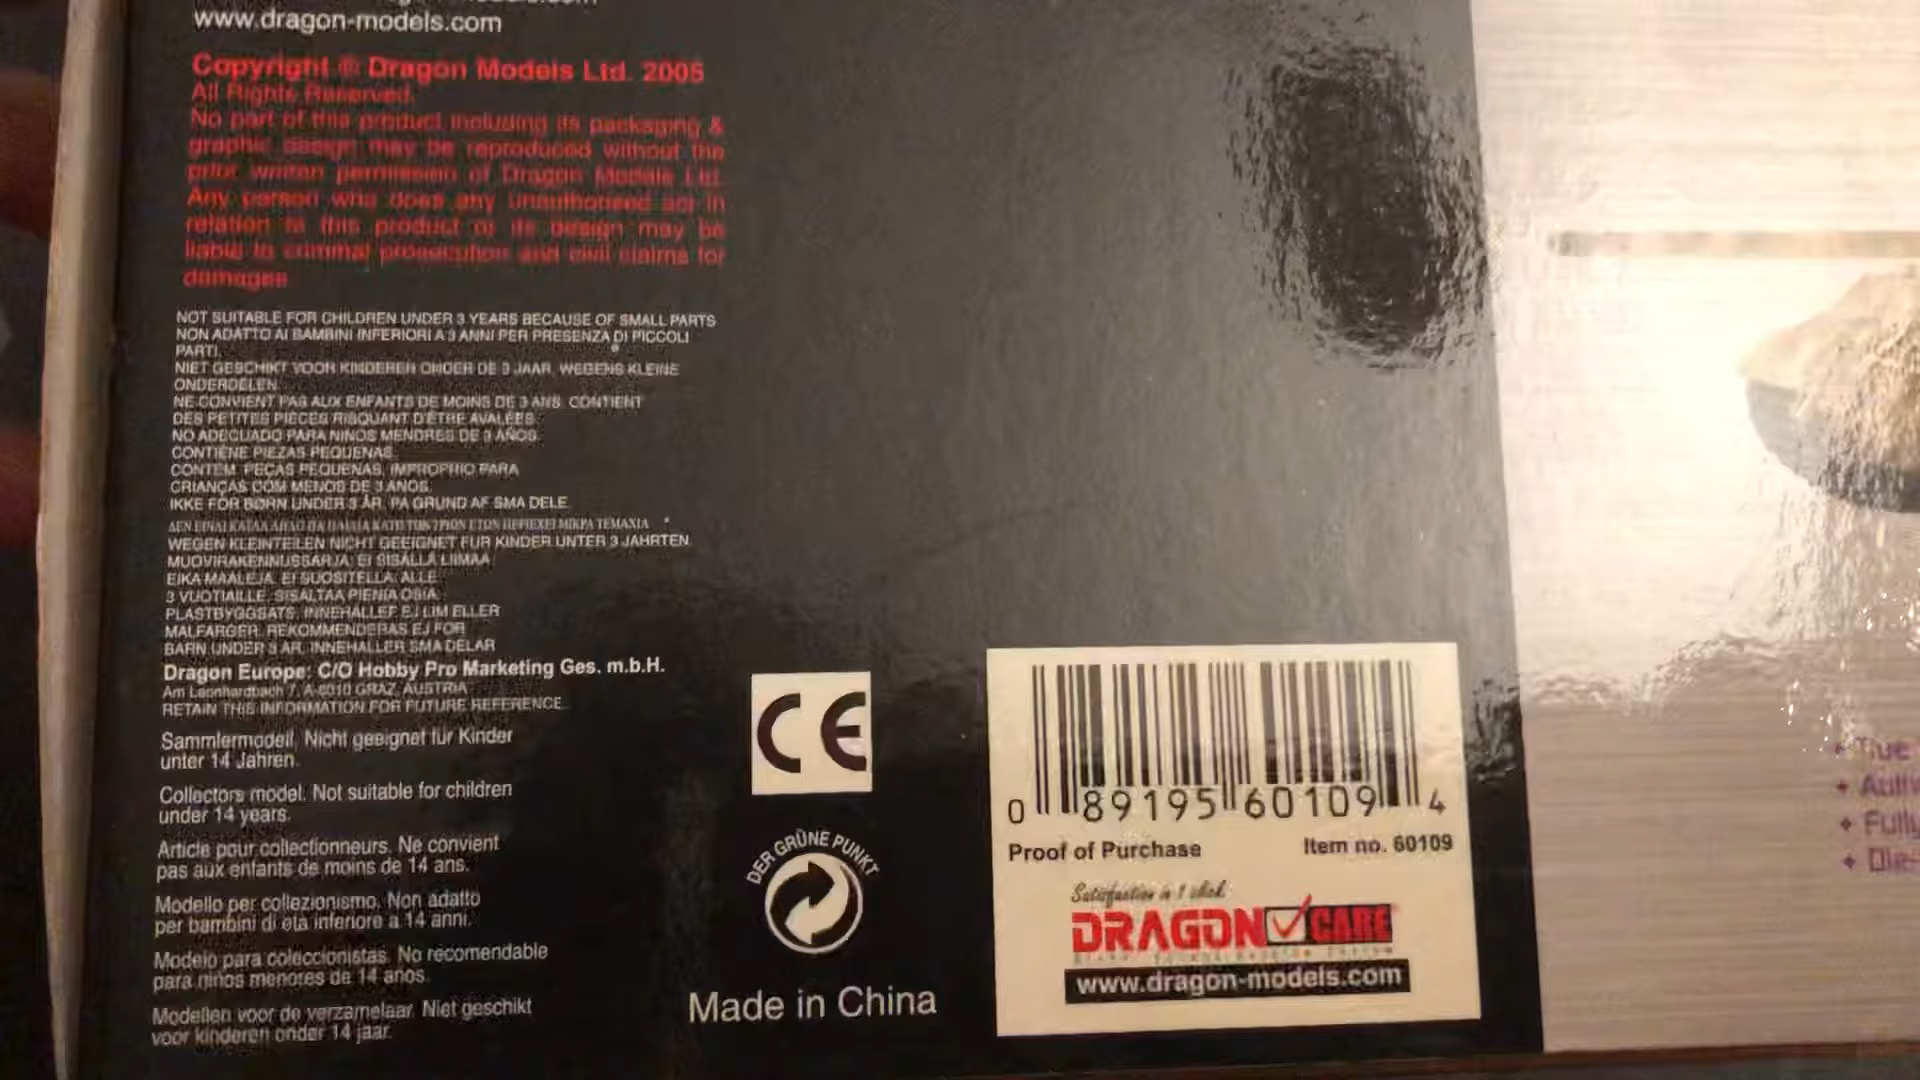 www.dragon-models.com
Copyright © Dragon Models Ltd. 2005
All Rights Reserved.
No part of this product including its packaging &
graphic design may be reproduced without the
prior written permission of Dragon Models Ltd.
Any person who does any unauthorised act in
relation to this product or its design may be
liable to criminal prosecution and civil claims for
damages
NOT SUITABLE FOR CHILDREN UNDER 3 YEARS BECAUSE OF SMALL PARTS
NON ADATTO AI BAMBINI INFERIORI A 3 ANNI PER PRESENZA DI PICCOLI
PARTI.
NIET GESCHIKT VOOR KINDEREN ONDER DE 3 JAAR, WEGENS KLEINE
ONDERDELEN
NE CONVIENT PAS AUX ENFANTS DE MOINS DE 3 ANS. CONTIENT
DES PETITES PIECES RISQUANT D'ÊTRE AVALÉES.
NO ADECUADO PARA NINOS MENORES DE 3 AÑOS.
CONTIENE PIEZAS PEQUENAS.
CONTEM PEÇAS PEQUENAS, IMPROPRIO PARA
CRIANÇAS COM MENOS DE 3 ANOS.
IKKE FOR BØRN UNDER 3 ÅR. PA GRUND AF SMA DELE.
ΜΙΚΡΑ ΤΕΜΑΧΙΑ
WEGEN KLEINTEILEN NICHT GEEIGNET FUR KINDER UNTER 3 JAHRTEN.
MUOVIRAKENNUSSARJA: EI SISÄLLÄ LIIMAA
EIKA MAALEJA. EI SUOSITELLA ALLE
3 VUOTIAILLE. SISALTAA PIENIA OSIA.
PLASTBYGGSATS. INNEHALLEF EJ LIM ELLER
MALFARGER. REKOMMENDERAS EJ FOR
BARN UNDER 3 AR. INNEHALLER SMA DELAR
Dragon Europe: C/O Hobby Pro Marketing Ges. m.b.H.
Am Leonhardbach 7, A-8010 GRAZ, AUSTRIA
RETAIN THIS INFORMATION FOR FUTURE REFERENCE.
Sammlermodell, Nicht geeignet für Kinder
unter 14 Jahren.
Collectors model. Not suitable for children
under 14 years.
Article pour collectionneurs. Ne convient
pas aux enfants de moins de 14 ans.
Modello per collezionismo. Non adatto
per bambini di eta inferiore a 14 anni.
Modelo para coleccionistas. No recomendable
para niños menores de 14 años.
Modellen voor de verzamelaar. Niet geschikt
voor kinderen onder 14 jaar.
CE
DER GRÜNE PUNKT
Made in China
0 89195 60109 4
Proof of Purchase Item no. 60109
Satisfaction in 1 click
DRAGON CARE
www.dragon-models.com
True
Fully
Die-